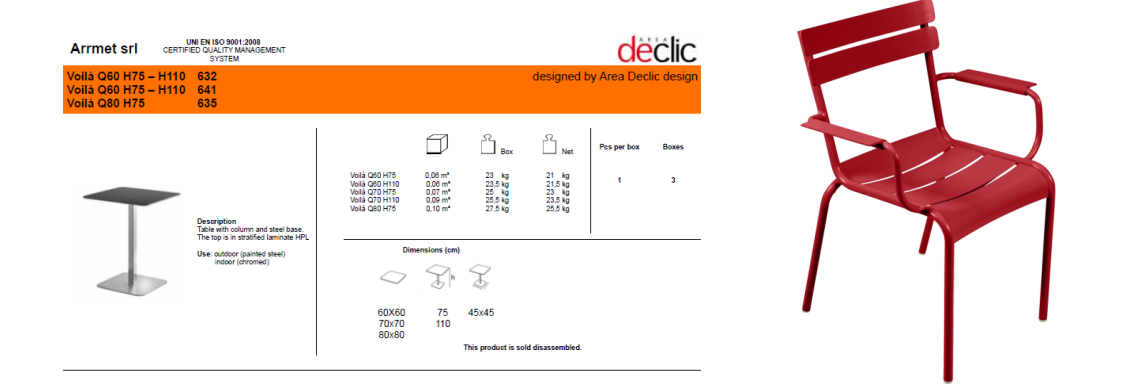 Arrmet srl
UNI EN ISO 9001:2008
CERTIFIED QUALITY MANAGEMENT
SYSTEM
AREA
declic
Voilà Q60 H75 – H110 632
Voilà Q60 H75 – H110 641
Voilà Q80 H75 635
designed by Area Declic design
Box
Net
Pcs per box
Boxes
Voilà Q60 H75 0,06 m³ 23 kg 21 kg
Voilà Q60 H110 0,06 m³ 23,5 kg 21,5 kg
Voilà Q70 H75 0,07 m³ 25 kg 23 kg
Voilà Q70 H110 0,09 m³ 25,5 kg 23,5 kg
Voilà Q80 H75 0,10 m³ 27,5 kg 25,5 kg
1 3
Description
Table with column and steel base.
The top is in stratified laminate HPL
Use: outdoor (painted steel)
indoor (chromed)
Dimensions (cm)
h
60X60 75 45x45
70x70 110
80x80
This product is sold disassembled.